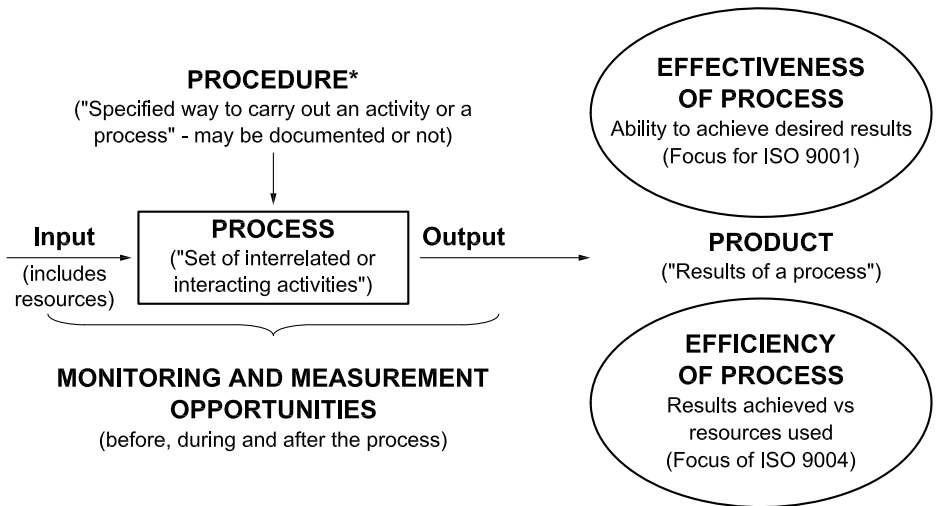 PROCEDURE*
("Specified way to carry out an activity or a
process" - may be documented or not)
EFFECTIVENESS
OF PROCESS
Ability to achieve desired results
(Focus for ISO 9001)
Input
(includes
resources)
PROCESS
("Set of interrelated or
interacting activities")
Output
PRODUCT
("Results of a process")
MONITORING AND MEASUREMENT
OPPORTUNITIES
(before, during and after the process)
EFFICIENCY
OF PROCESS
Results achieved vs
resources used
(Focus of ISO 9004)